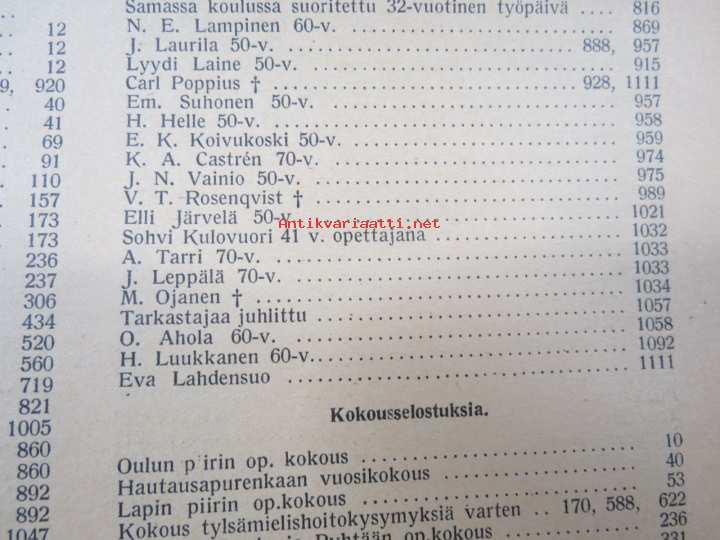 12
12
12
9, 920
40
41
69
91
110
157
173
173
236
237
306
434
520
560
719
821
1005
860
860
892
892
1047
Samassa koulussa suoritettu 32-vuotinen työpäivä .... 816
N. E. Lampinen 60-v. 869
J. Laurila 50-v. 888, 957
Lyydi Laine 50-v. 915
Carl Poppius † 928, 1111
Em. Suhonen 50-v. 957
H. Helle 50-v. 958
E. K. Koivukoski 50-v. 959
K. A. Castrén 70-v. 974
J. N. Vainio 50-v. 975
V. T. Rosenqvist † 989
Elli Järvelä 50-v. 1021
Antikvariaatti.net
Sohvi Kulovuori 41 v. opettajana 1032
A. Tarri 70-v. 1033
J. Leppälä 70-v. 1033
M. Ojanen † 1034
Tarkastajaa juhlittu 1057
O. Ahola 60-v. 1058
H. Luukkanen 60-v. 1092
Eva Lahdensuo 1111
Kokousselostuksia.
Oulun piirin op. kokous 10
Hautausapurenkaan vuosikokous 40
Lapin piirin op.kokous 53
Kokous tylsämielishoitokysymyksiä varten .. 170, 588, 622
236
op.kokous 331